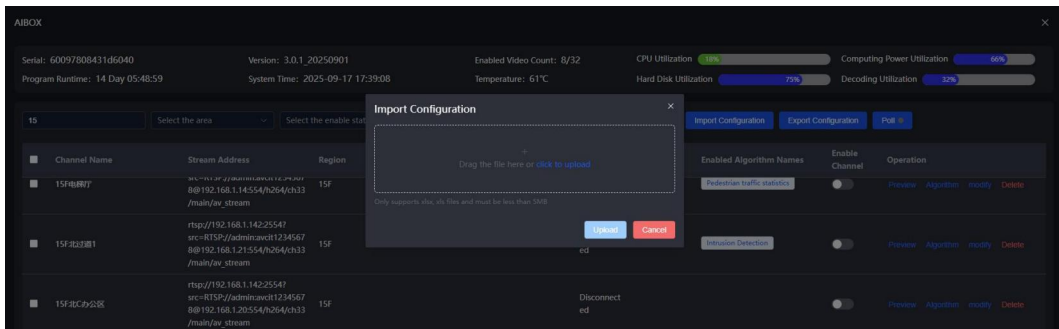 AIBOX
Serial: 60097808431d6040 Version: 3.0.1_20250901 Enabled Video Count: 8/32 CPU Utilization 18% Computing Power Utilization 66%
Program Runtime: 14 Day 05:48:59 System Time: 2025-09-17 17:39:08 Temperature: 61°C Hard Disk Utilization 75% Decoding Utilization 32%
Import Configuration
15 Select the area Select the enable stat Import Configuration Export Configuration Poll
Drag the file here or click to upload
Only supports xlsx, xls files and must be less than 5MB
Upload Cancel
Channel Name Stream Address Region Enabled Algorithm Names Enable Channel Operation
15F电梯厅
src=RTSP://admin:avcit1234567
8@192.168.1.14:554/h264/ch33
/main/av_stream
15F Pedestrian traffic statistics Preview Algorithm modify Delete
15F北过道1
rtsp://192.168.1.142:2554?
src=RTSP://admin:avcit1234567
8@192.168.1.21:554/h264/ch33
/main/av_stream
15F ed Intrusion Detection Preview Algorithm modify Delete
15F北C办公区
rtsp://192.168.1.142:2554?
src=RTSP://admin:avcit1234567
8@192.168.1.20:554/h264/ch33
/main/av_stream
15F Disconnect
ed Preview Algorithm modify Delete